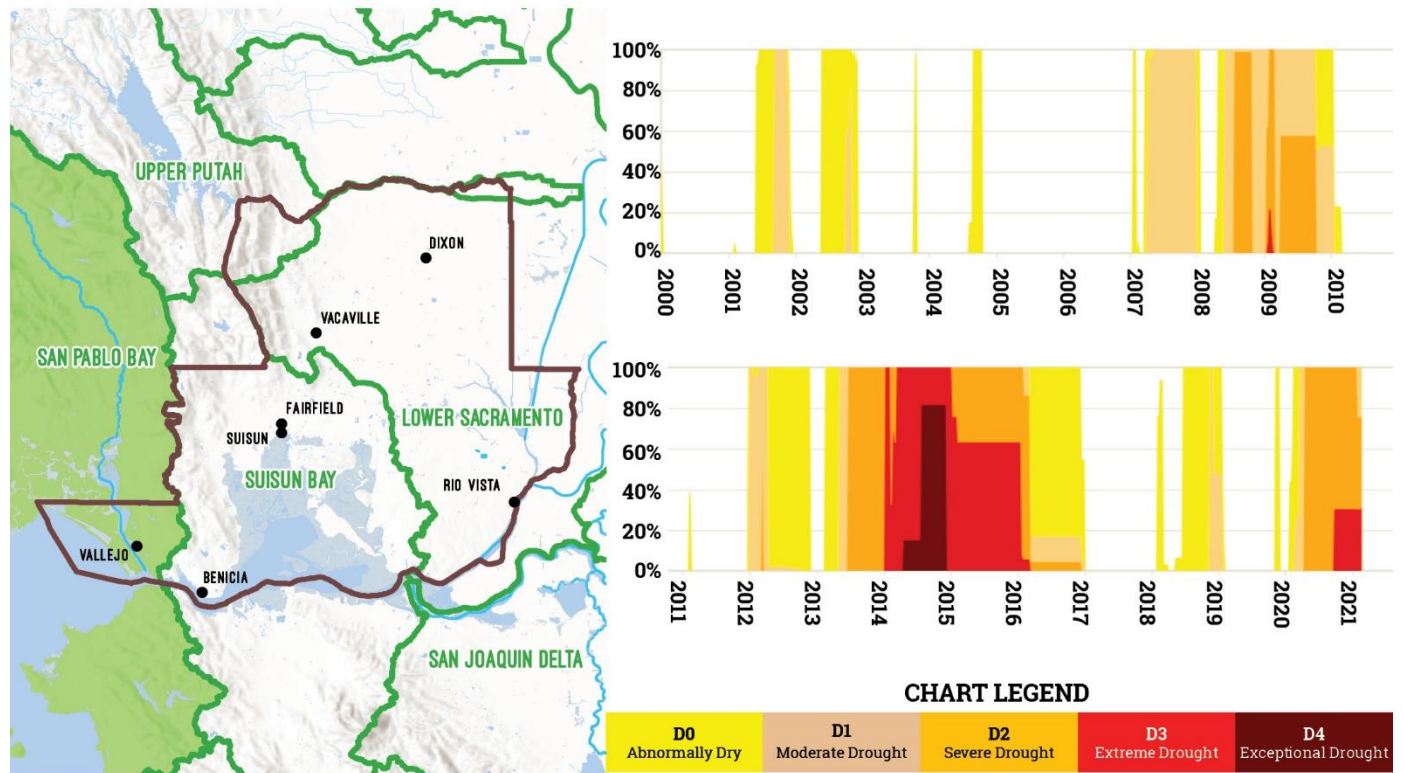 UPPER PUTAH
DIXON
VACAVILLE
SAN PABLO BAY
FAIRFIELD
SUISUN
LOWER SACRAMENTO
SUISUN BAY
RIO VISTA
VALLEJO
BENICIA
SAN JOAQUIN DELTA
100%
80%
60%
40%
20%
0%
2000
2001
2002
2003
2004
2005
2006
2007
2008
2009
2010
100%
80%
60%
40%
20%
0%
2011
2012
2013
2014
2015
2016
2017
2018
2019
2020
2021
CHART LEGEND
D0
Abnormally Dry
D1
Moderate Drought
D2
Severe Drought
D3
Extreme Drought
D4
Exceptional Drought